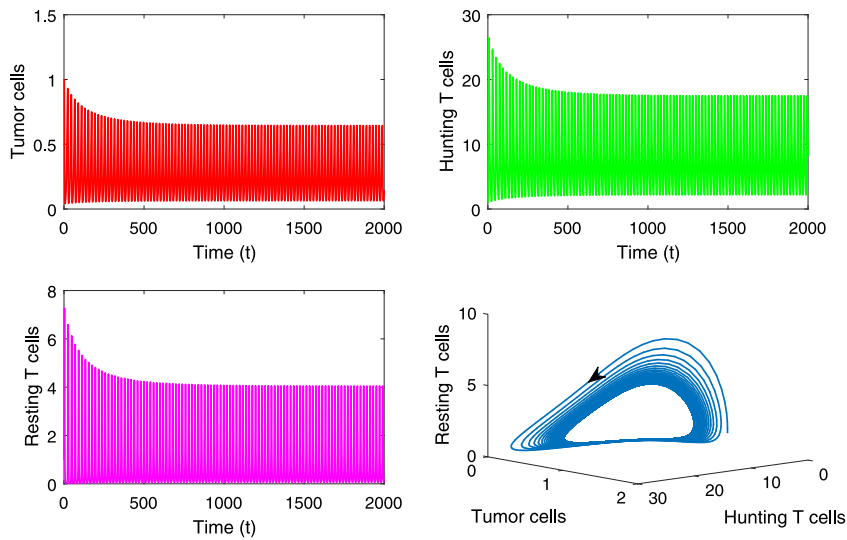 1.5
1
0.5
0
Tumor cells
0 500 1000 1500 2000
Time (t)
30
20
10
0
Hunting T cells
0 500 1000 1500 2000
Time (t)
8
6
4
2
0
Resting T cells
0 500 1000 1500 2000
Time (t)
10
5
0
Resting T cells
0 1 2
Tumor cells
30 20 10 0
Hunting T cells